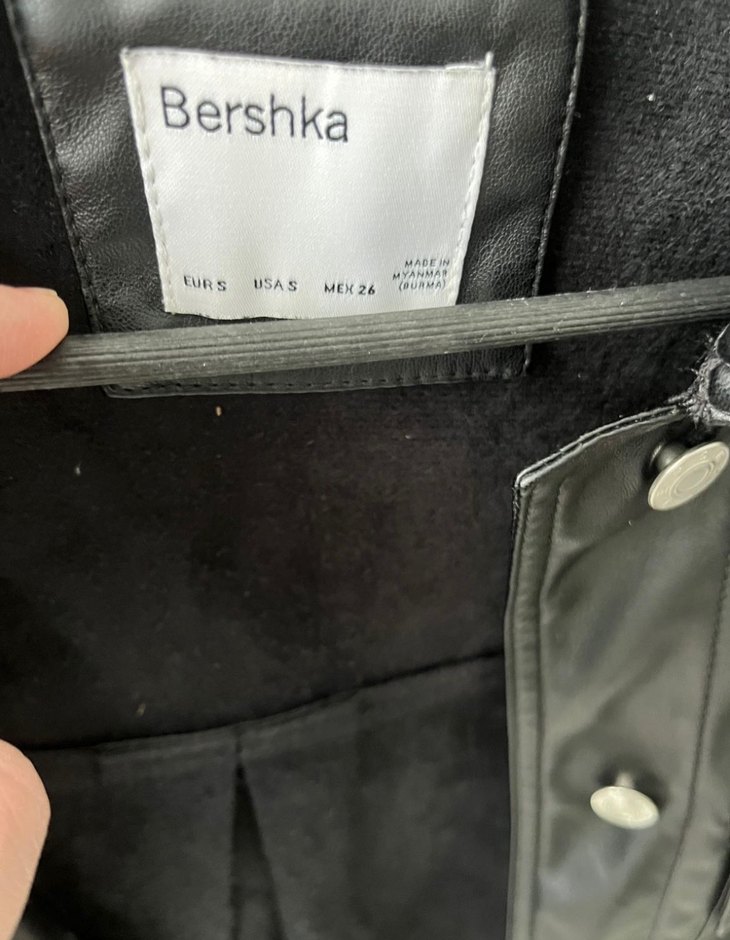 Bershka
EUR S USA S MEX 26
MADE IN
MYANMAR
(BURMA)